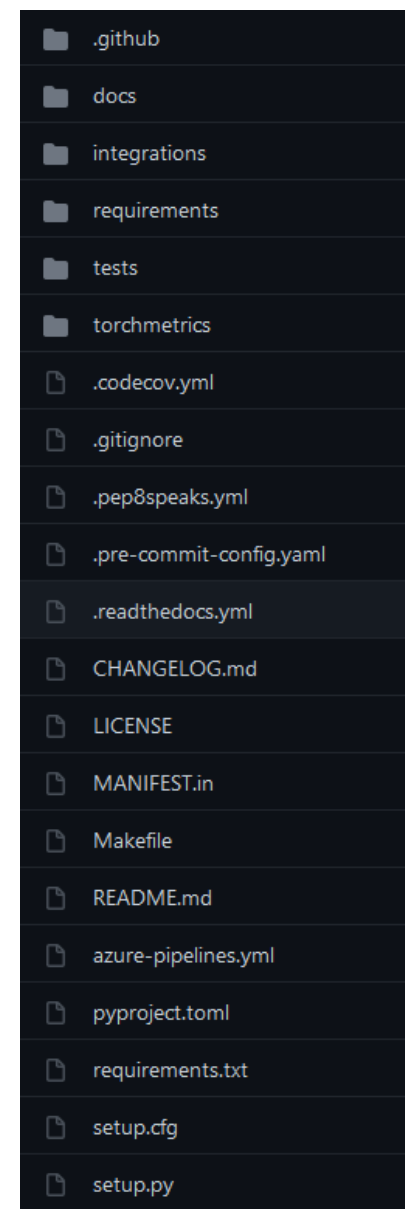 .github
docs
integrations
requirements
tests
torchmetrics
.codecov.yml
.gitignore
.pep8speaks.yml
.pre-commit-config.yaml
.readthedocs.yml
CHANGELOG.md
LICENSE
MANIFEST.in
Makefile
README.md
azure-pipelines.yml
pyproject.toml
requirements.txt
setup.cfg
setup.py